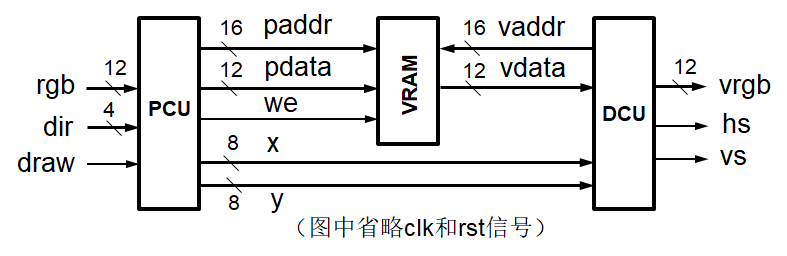 16 paddr 16 vaddr
rgb 12 12 pdata 12 vdata 12 vrgb
dir 4 PCU we VRAM DCU hs
draw 8 x vs
8 y
（图中省略clk和rst信号）